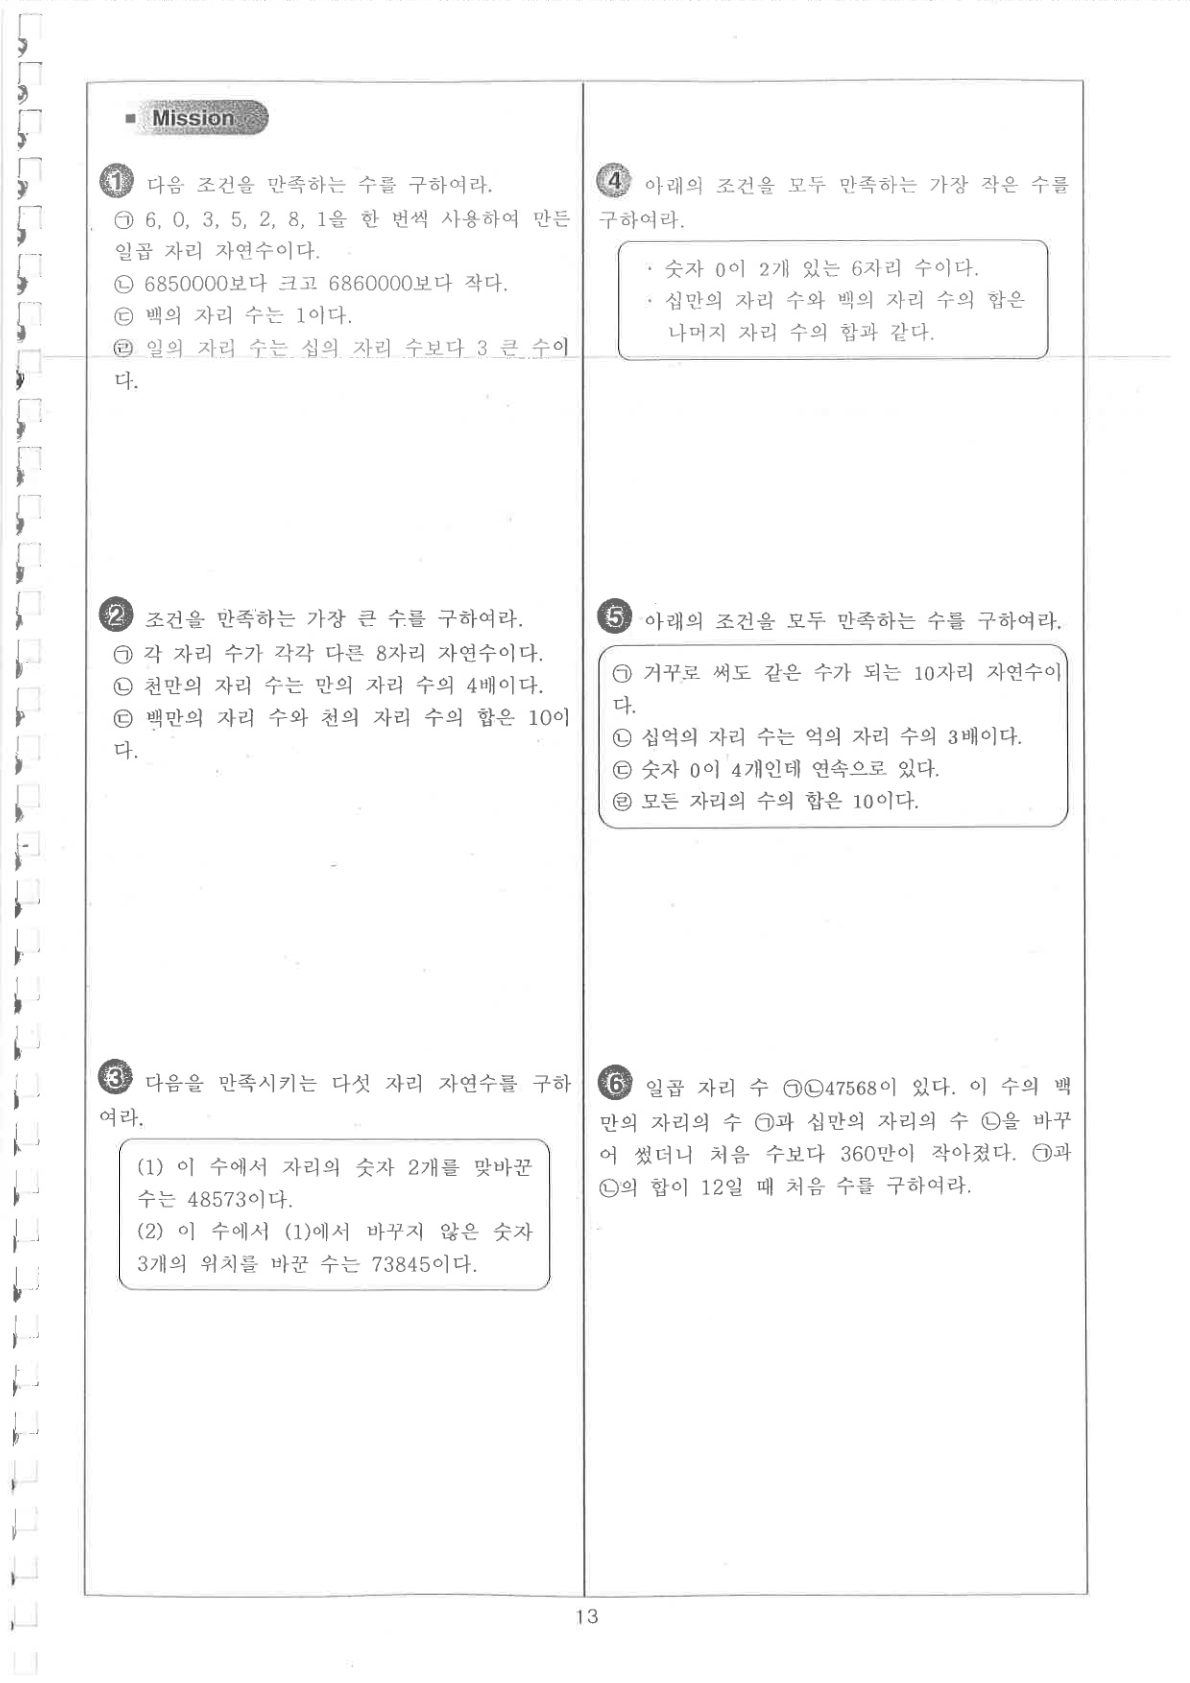 Mission
1 다음 조건을 만족하는 수를 구하여라.
㉠ 6, 0, 3, 5, 2, 8, 1을 한 번씩 사용하여 만든
일곱 자리 자연수이다.
㉡ 6850000보다 크고 6860000보다 작다.
㉢ 백의 자리 수는 1이다.
㉣ 일의 자리 수는 십의 자리 수보다 3 큰 수이
다.
2 조건을 만족하는 가장 큰 수를 구하여라.
㉠ 각 자리 수가 각각 다른 8자리 자연수이다.
㉡ 천만의 자리 수는 만의 자리 수의 4배이다.
㉢ 백만의 자리 수와 천의 자리 수의 합은 10이
다.
3 다음을 만족시키는 다섯 자리 자연수를 구하
여라.
(1) 이 수에서 자리의 숫자 2개를 맞바꾼
수는 48573이다.
(2) 이 수에서 (1)에서 바꾸지 않은 숫자
3개의 위치를 바꾼 수는 73845이다.
4 아래의 조건을 모두 만족하는 가장 작은 수를
구하여라.
· 숫자 0이 2개 있는 6자리 수이다.
· 십만의 자리 수와 백의 자리 수의 합은
나머지 자리 수의 합과 같다.
5 아래의 조건을 모두 만족하는 수를 구하여라.
㉠ 거꾸로 써도 같은 수가 되는 10자리 자연수이
다.
㉡ 십억의 자리 수는 억의 자리 수의 3배이다.
㉢ 숫자 0이 4개인데 연속으로 있다.
㉣ 모든 자리의 수의 합은 10이다.
6 일곱 자리 수 ㉠㉡47568이 있다. 이 수의 백
만의 자리의 수 ㉠과 십만의 자리의 수 ㉡을 바꾸
어 썼더니 처음 수보다 360만이 작아졌다. ㉠과
㉡의 합이 12일 때 처음 수를 구하여라.
13